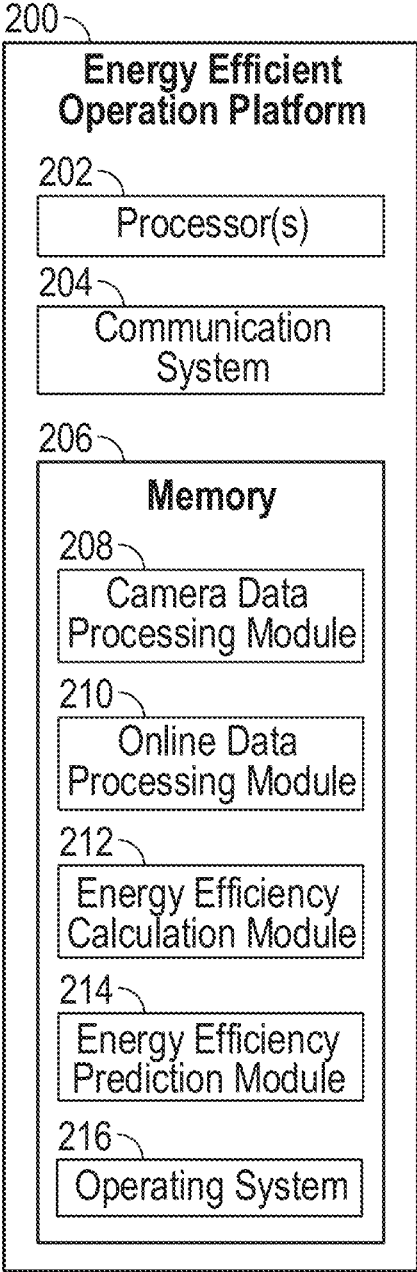 200
Energy Efficient
Operation Platform
202
Processor(s)
204
Communication
System
206
Memory
208
Camera Data
Processing Module
210
Online Data
Processing Module
212
Energy Efficiency
Calculation Module
214
Energy Efficiency
Prediction Module
216
Operating System